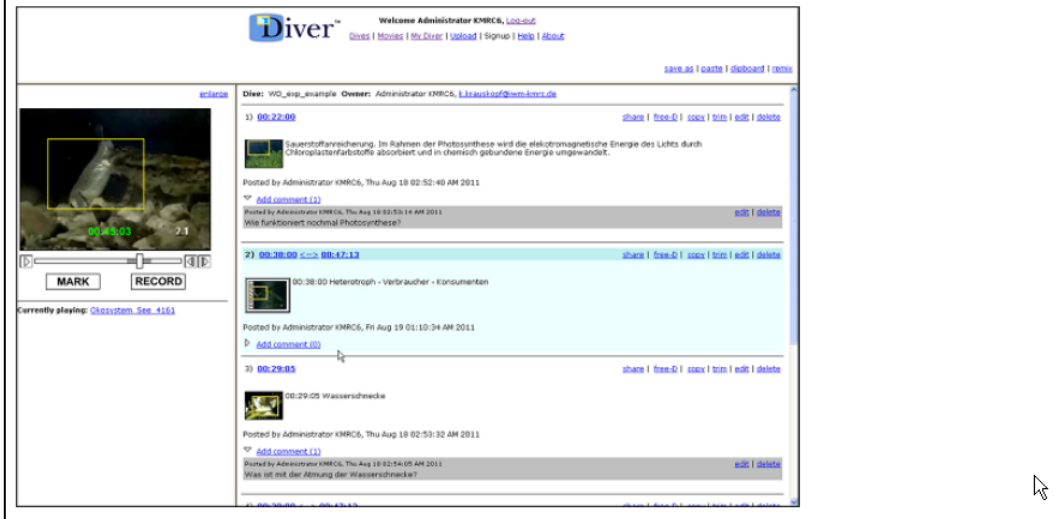 Diver™
Welcome Administrator KMRC6, Log-out
Dives | Movies | My Diver | Upload | Signup | Help | About
save as | paste | clipboard | remix
enlarge
00:45:03 2.1
MARK RECORD
Currently playing: Okosystem_See_4161
Dive: WD_exp_example Owner: Administrator KMRC6, k.krauskopf@iwm-kmrc.de
1) 00:22:00 share | free-D | copy | trim | edit | delete
Sauerstoffanreicherung. Im Rahmen der Photosynthese wird die elekotromagnetische Energie des Lichts durch
Chloroplastenfarbstoffe absorbiert und in chemisch gebundene Energie umgewandelt.
Posted by Administrator KMRC6, Thu Aug 18 02:52:40 AM 2011
Add comment (1)
Posted by Administrator KMRC6, Thu Aug 18 02:53:14 AM 2011 edit | delete
Wie funktioniert nochmal Photosynthese?
2) 00:38:00 <--> 00:47:13 share | free-D | copy | trim | edit | delete
00:38:00 Heterotroph - Verbraucher - Konsumenten
Posted by Administrator KMRC6, Fri Aug 19 01:10:34 AM 2011
Add comment (0)
3) 00:29:05 share | free-D | copy | trim | edit | delete
00:29:05 Wasserschnecke
Posted by Administrator KMRC6, Thu Aug 18 02:53:32 AM 2011
Add comment (1)
Posted by Administrator KMRC6, Thu Aug 18 02:54:05 AM 2011 edit | delete
Was ist mit der Atmung der Wasserschnecke?